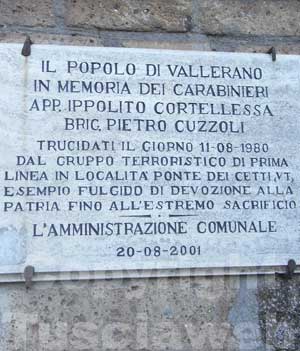 IL POPOLO DI VALLERANO
IN MEMORIA DEI CARABINIERI
APP. IPPOLITO CORTELLESSA
BRIG. PIETRO CUZZOLI
TRUCIDATI IL GIORNO 11-08-1980
DAL GRUPPO TERRORISTICO DI PRIMA
LINEA IN LOCALITÀ PONTE DEI CETTI, VT,
ESEMPIO FULGIDO DI DEVOZIONE ALLA
PATRIA FINO ALL'ESTREMO SACRIFICIO
L'AMMINISTRAZIONE COMUNALE
20-08-2001
Copyright
Tusciaweb